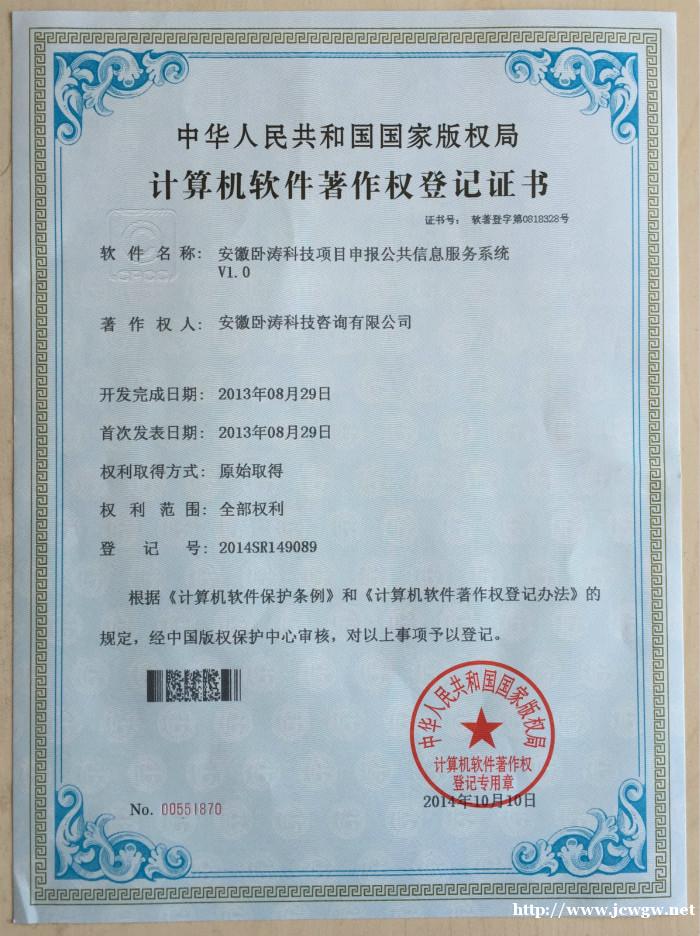 中华人民共和国国家版权局
计算机软件著作权登记证书
证书号： 软著登字第0818328号
CPCC
软件名称： 安徽卧涛科技项目申报公共信息服务系统
V1.0
著作权人： 安徽卧涛科技咨询有限公司
开发完成日期： 2013年08月29日
首次发表日期： 2013年08月29日
权利取得方式： 原始取得
权利范围： 全部权利
登记号： 2014SR149089
根据《计算机软件保护条例》和《计算机软件著作权登记办法》的
规定，经中国版权保护中心审核，对以上事项予以登记。
中华人民共和国国家版权局
计算机软件著作权
登记专用章
2014年10月10日
No. 00551870
http://www.jcwgw.net